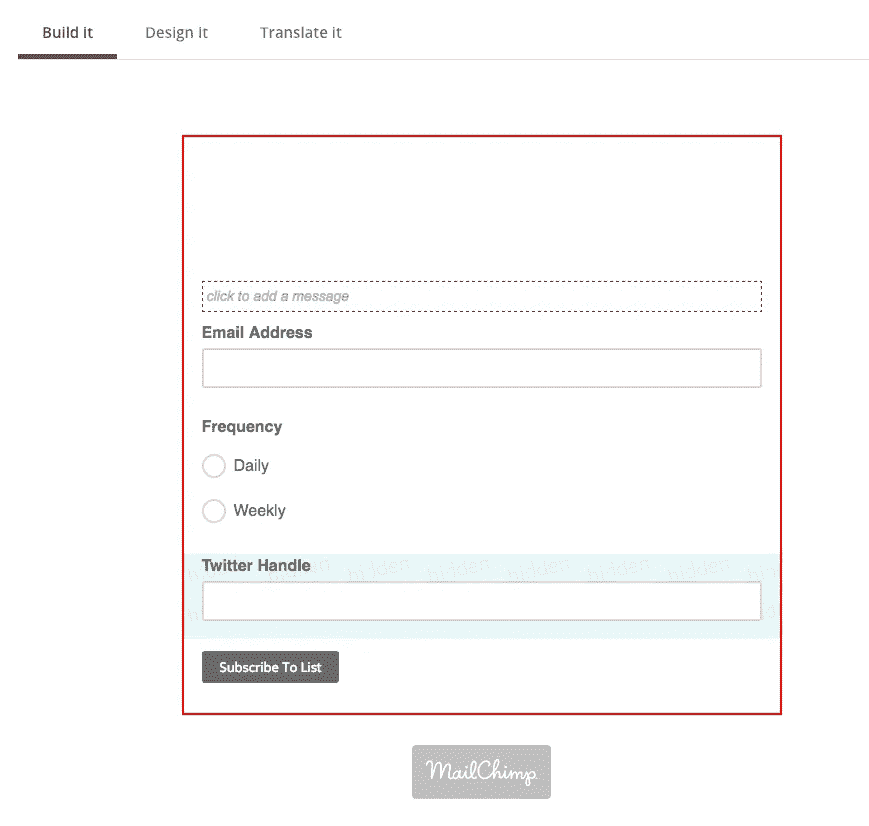 Build it Design it Translate it
click to add a message
Email Address
Frequency
Daily
Weekly
Twitter Handle
hidden hidden hidden hidden hidden hidden
Subscribe To List
MailChimp